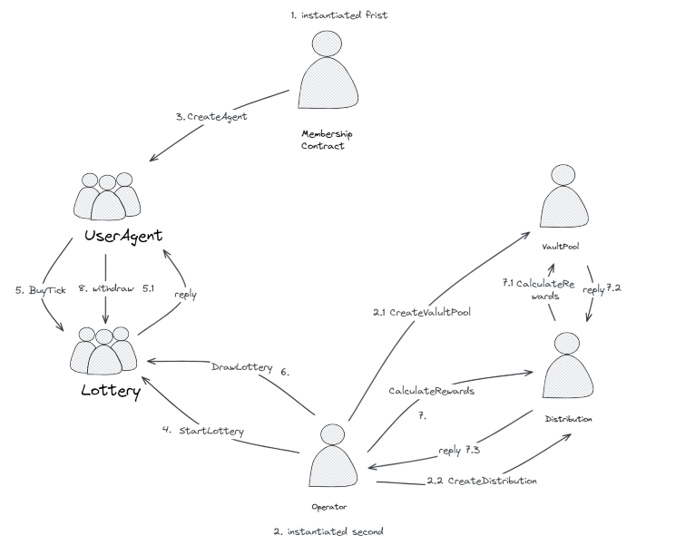 1. instantiated frist
3. CreateAgent
Membership
Contract
UserAgent
VaultPool
5. BuyTick
8. withdraw 5.1
reply
7.1 CalculateRe
wards
reply 7.2
2.1 CreateValultPool
DrawLottery 6.
CalculateRewards
7.
Lottery
4. StartLottery
Distribution
reply 7.3
2.2 CreateDistribution
Operator
2. instantiated second